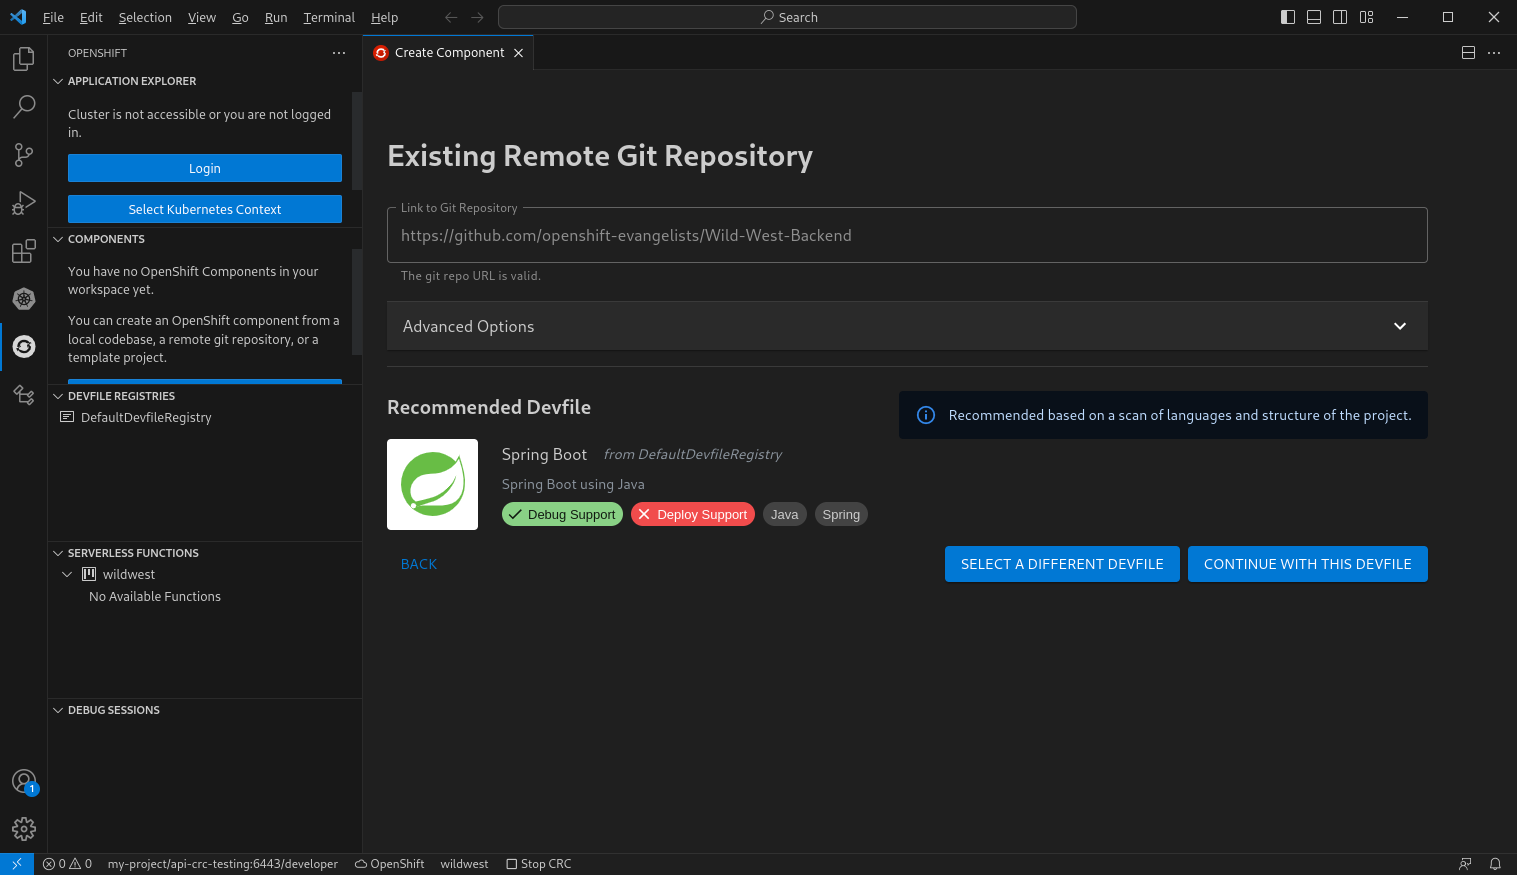 File Edit Selection View Go Run Terminal Help
Search
OPENSHIFT
APPLICATION EXPLORER
Cluster is not accessible or you are not logged
in.
Login
Select Kubernetes Context
COMPONENTS
You have no OpenShift Components in your
workspace yet.
You can create an OpenShift component from a
local codebase, a remote git repository, or a
template project.
DEVFILE REGISTRIES
DefaultDevfileRegistry
SERVERLESS FUNCTIONS
wildwest
No Available Functions
DEBUG SESSIONS
1
Create Component
Existing Remote Git Repository
Link to Git Repository
https://github.com/openshift-evangelists/Wild-West-Backend
The git repo URL is valid.
Advanced Options
Recommended Devfile
Recommended based on a scan of languages and structure of the project.
Spring Boot from DefaultDevfileRegistry
Spring Boot using Java
Debug Support Deploy Support Java Spring
BACK
SELECT A DIFFERENT DEVFILE
CONTINUE WITH THIS DEVFILE
0 0 my-project/api-crc-testing:6443/developer OpenShift wildwest Stop CRC